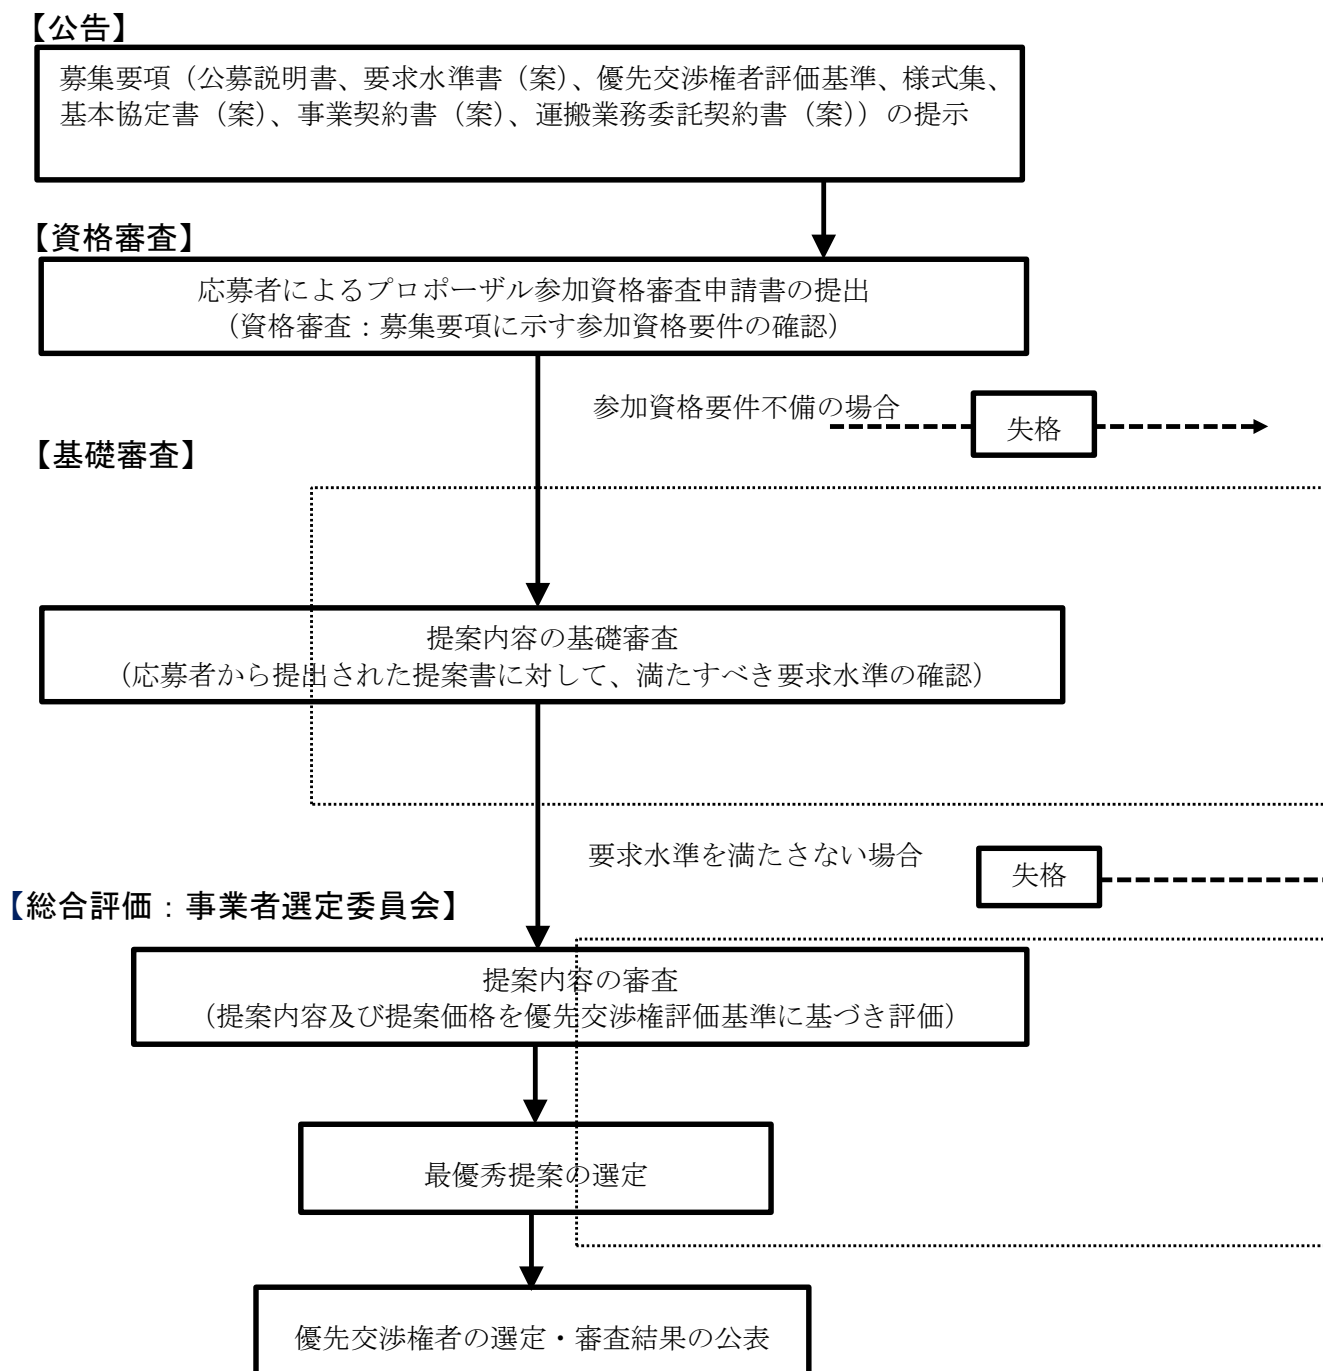 【公告】
募集要項（公募説明書、要求水準書（案）、優先交渉権者評価基準、様式集、
基本協定書（案）、事業契約書（案）、運搬業務委託契約書（案））の提示
【資格審査】
応募者によるプロポーザル参加資格審査申請書の提出
（資格審査：募集要項に示す参加資格要件の確認）
参加資格要件不備の場合
失格
【基礎審査】
提案内容の基礎審査
（応募者から提出された提案書に対して、満たすべき要求水準の確認）
要求水準を満たさない場合
失格
【総合評価：事業者選定委員会】
提案内容の審査
（提案内容及び提案価格を優先交渉権評価基準に基づき評価）
最優秀提案の選定
優先交渉権者の選定・審査結果の公表